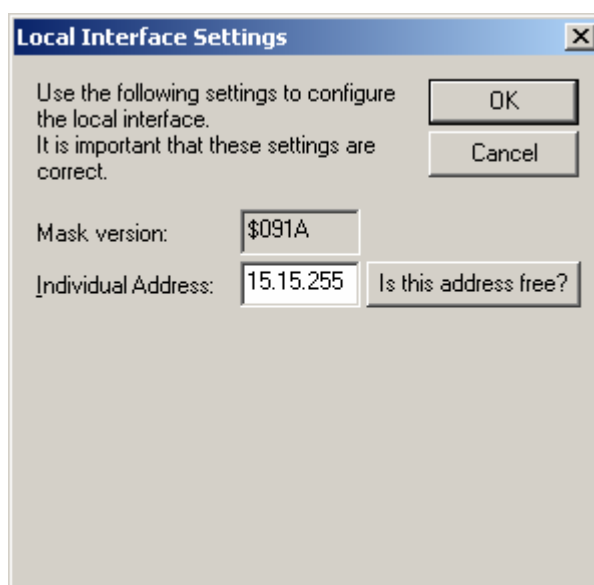 Local Interface Settings
Use the following settings to configure
the local interface.
It is important that these settings are
correct.
OK
Cancel
Mask version:
$091A
Individual Address:
15.15.255
Is this address free?